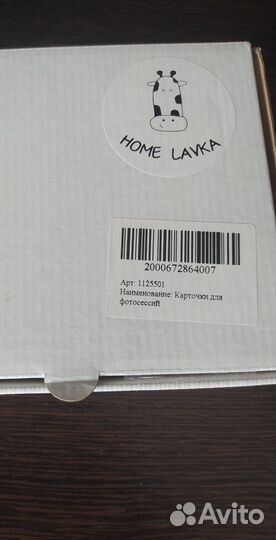 HOME LAVKA
2000672864007
Арт: 1125501
Наименование: Карточки для
фотосессий
Avito